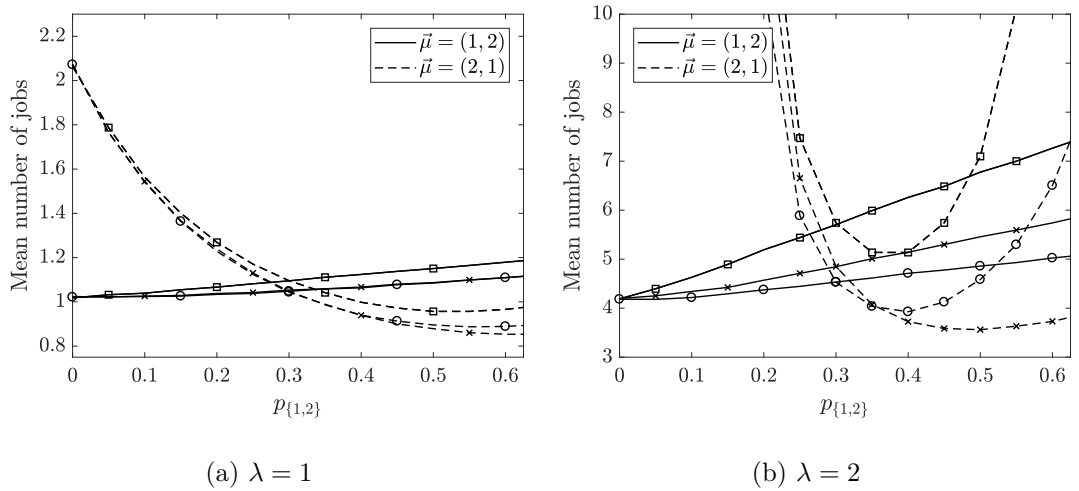 2.2
2
1.8
1.6
1.4
1.2
1
0.8
Mean number of jobs
0 0.1 0.2 0.3 0.4 0.5 0.6
p{1,2}
μ⃗ = (1, 2)
μ⃗ = (2, 1)
(a) λ = 1
10
9
8
7
6
5
4
3
Mean number of jobs
0 0.1 0.2 0.3 0.4 0.5 0.6
p{1,2}
μ⃗ = (1, 2)
μ⃗ = (2, 1)
(b) λ = 2